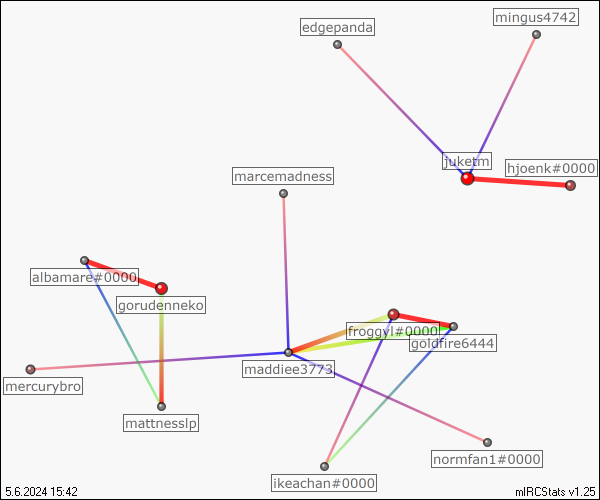 mingus4742
edgepanda
juketm
hjoenk#0000
marcemadness
albamare#0000
gorudenneko
froggyl#0000
goldfire6444
maddiee3773
mercurybro
mattnesslp
normfan1#0000
ikeachan#0000
5.6.2024 15:42
mIRCStats v1.25